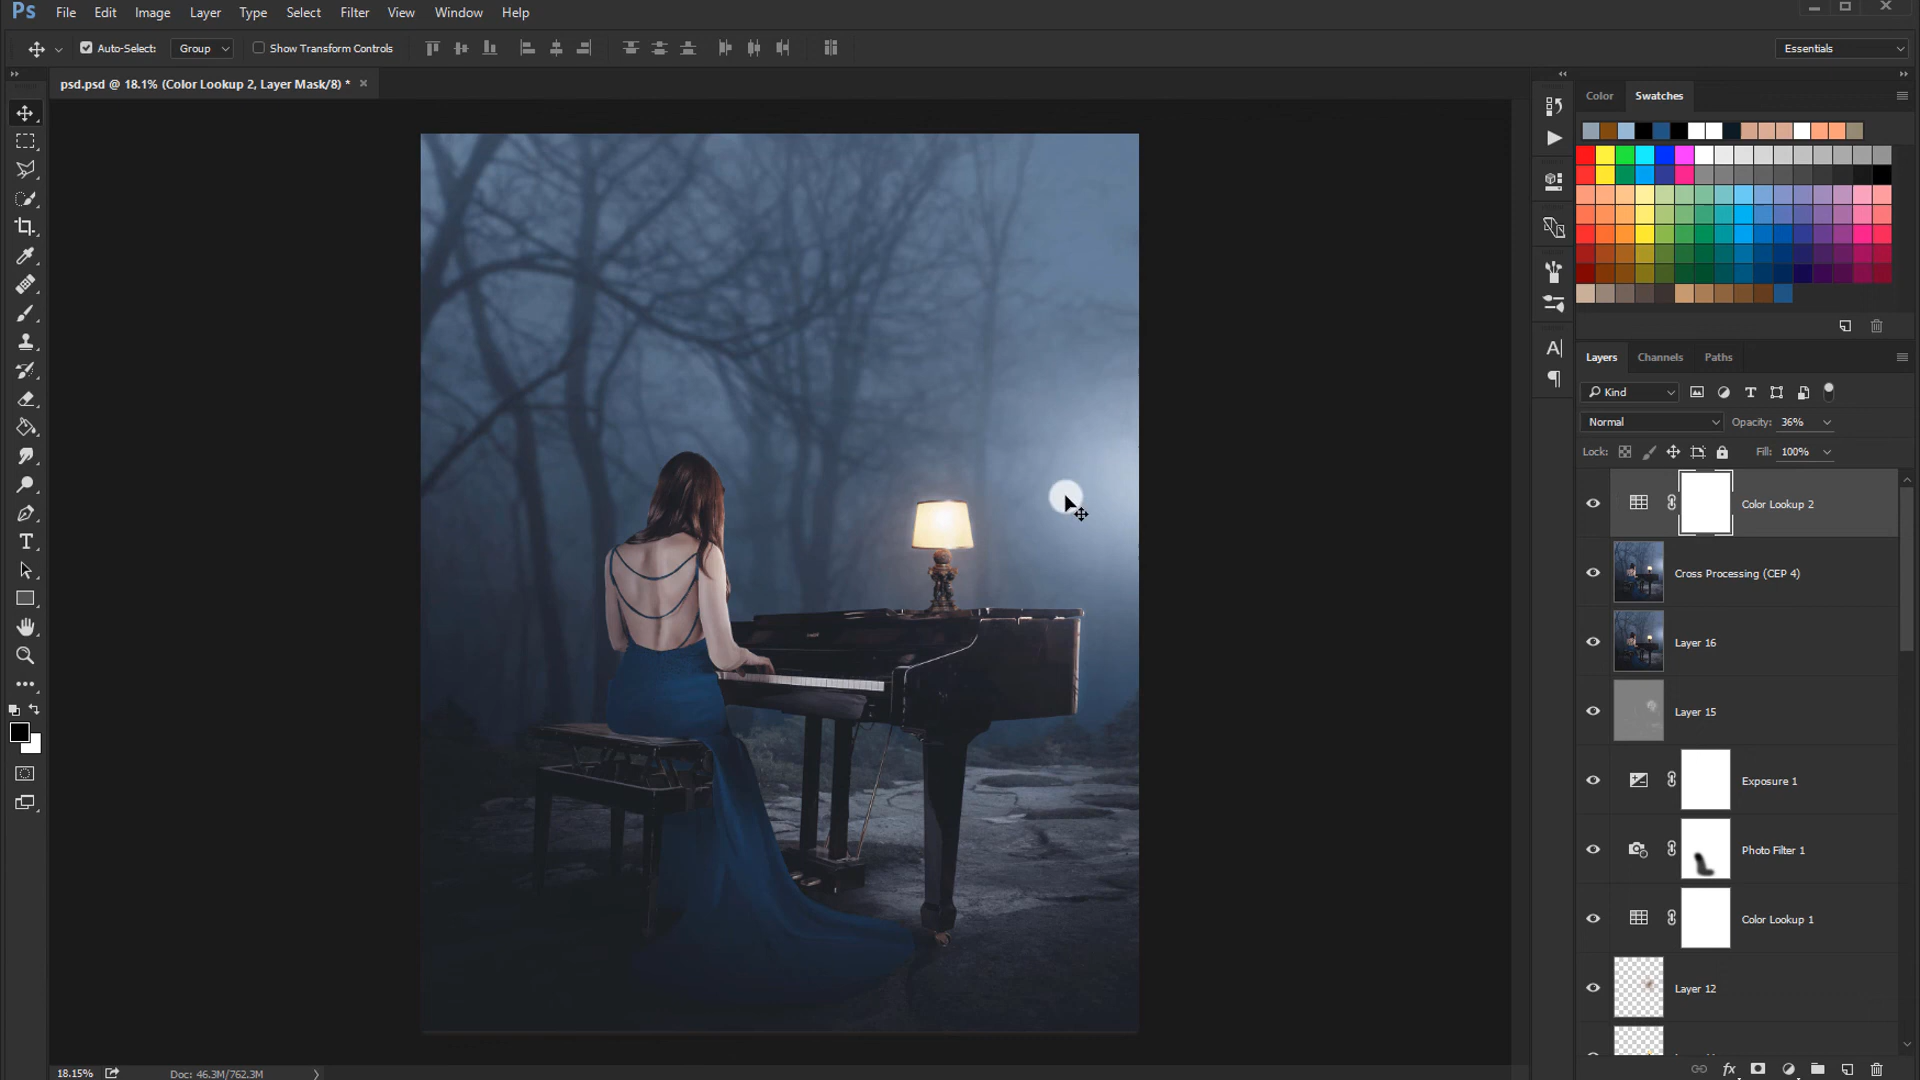 Ps File Edit Image Layer Type Select Filter View Window Help
Auto-Select: Group Show Transform Controls Essentials
psd.psd @ 18.1% (Color Lookup 2, Layer Mask/8) * ×
Color Swatches
Layers Channels Paths
Kind
Normal Opacity: 36%
Lock: Fill: 100%
Color Lookup 2
Cross Processing (CEP 4)
Layer 16
Layer 15
Exposure 1
Photo Filter 1
Color Lookup 1
Layer 12
18.15% Doc: 46.3M/762.3M